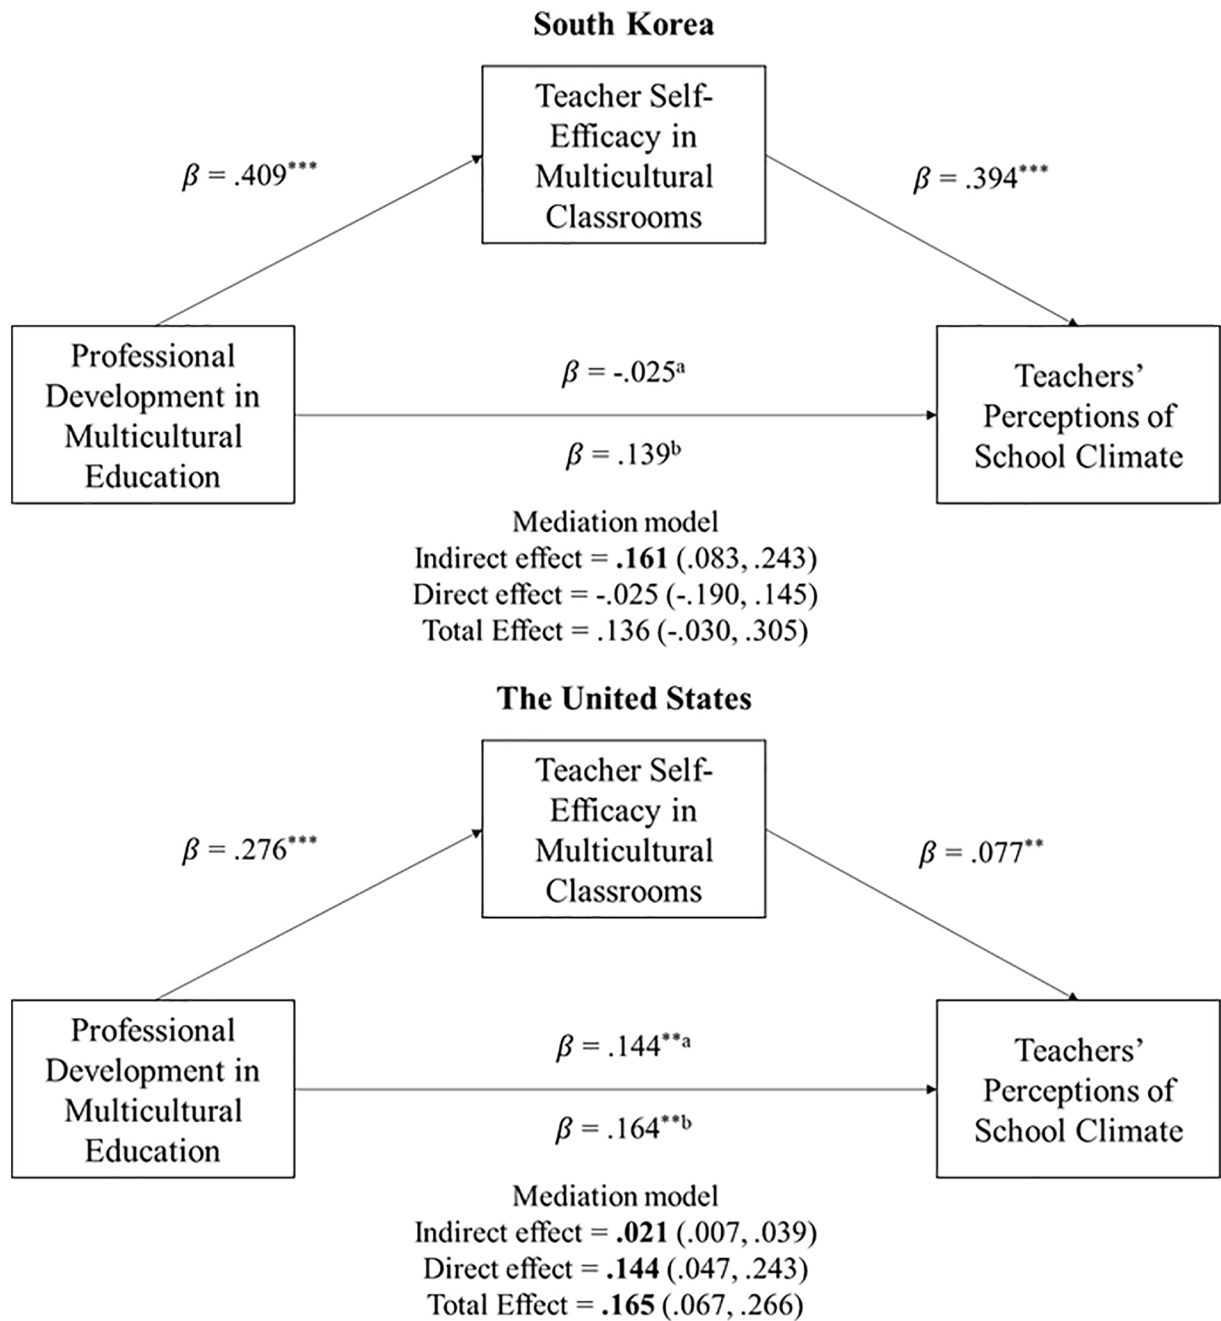 South Korea
Teacher Self-
Efficacy in
Multicultural
Classrooms
β = .409***
β = .394***
Professional
Development in
Multicultural
Education
β = -.025ᵃ
β = .139ᵇ
Teachers’
Perceptions of
School Climate
Mediation model
Indirect effect = .161 (.083, .243)
Direct effect = -.025 (-.190, .145)
Total Effect = .136 (-.030, .305)
The United States
Teacher Self-
Efficacy in
Multicultural
Classrooms
β = .276***
β = .077**
Professional
Development in
Multicultural
Education
β = .144**ᵃ
β = .164**ᵇ
Teachers’
Perceptions of
School Climate
Mediation model
Indirect effect = .021 (.007, .039)
Direct effect = .144 (.047, .243)
Total Effect = .165 (.067, .266)